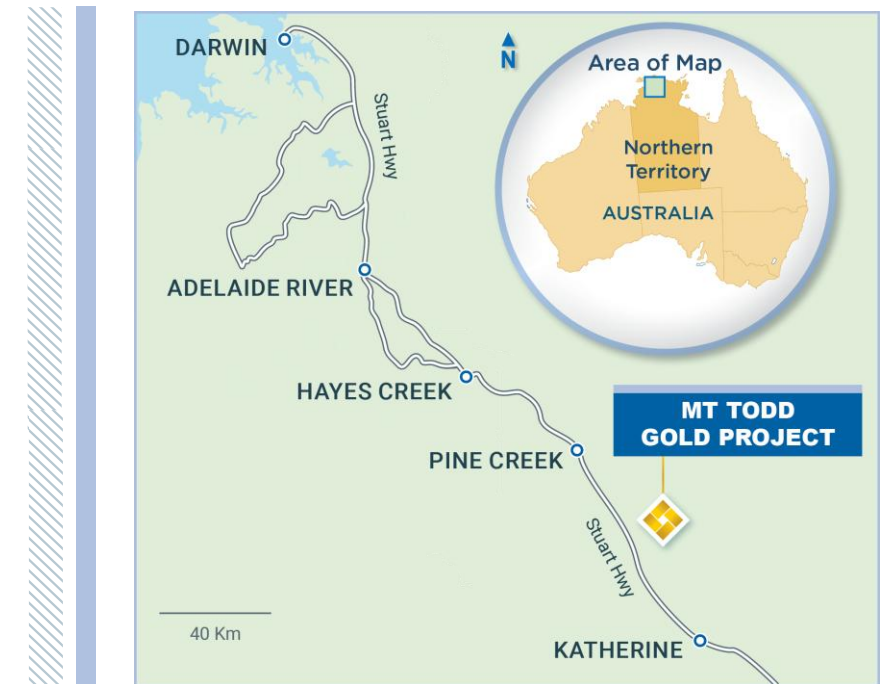 DARWIN
N
Area of Map
Stuart Hwy
Northern
Territory
AUSTRALIA
ADELAIDE RIVER
HAYES CREEK
MT TODD
GOLD PROJECT
PINE CREEK
Stuart Hwy
40 Km
KATHERINE